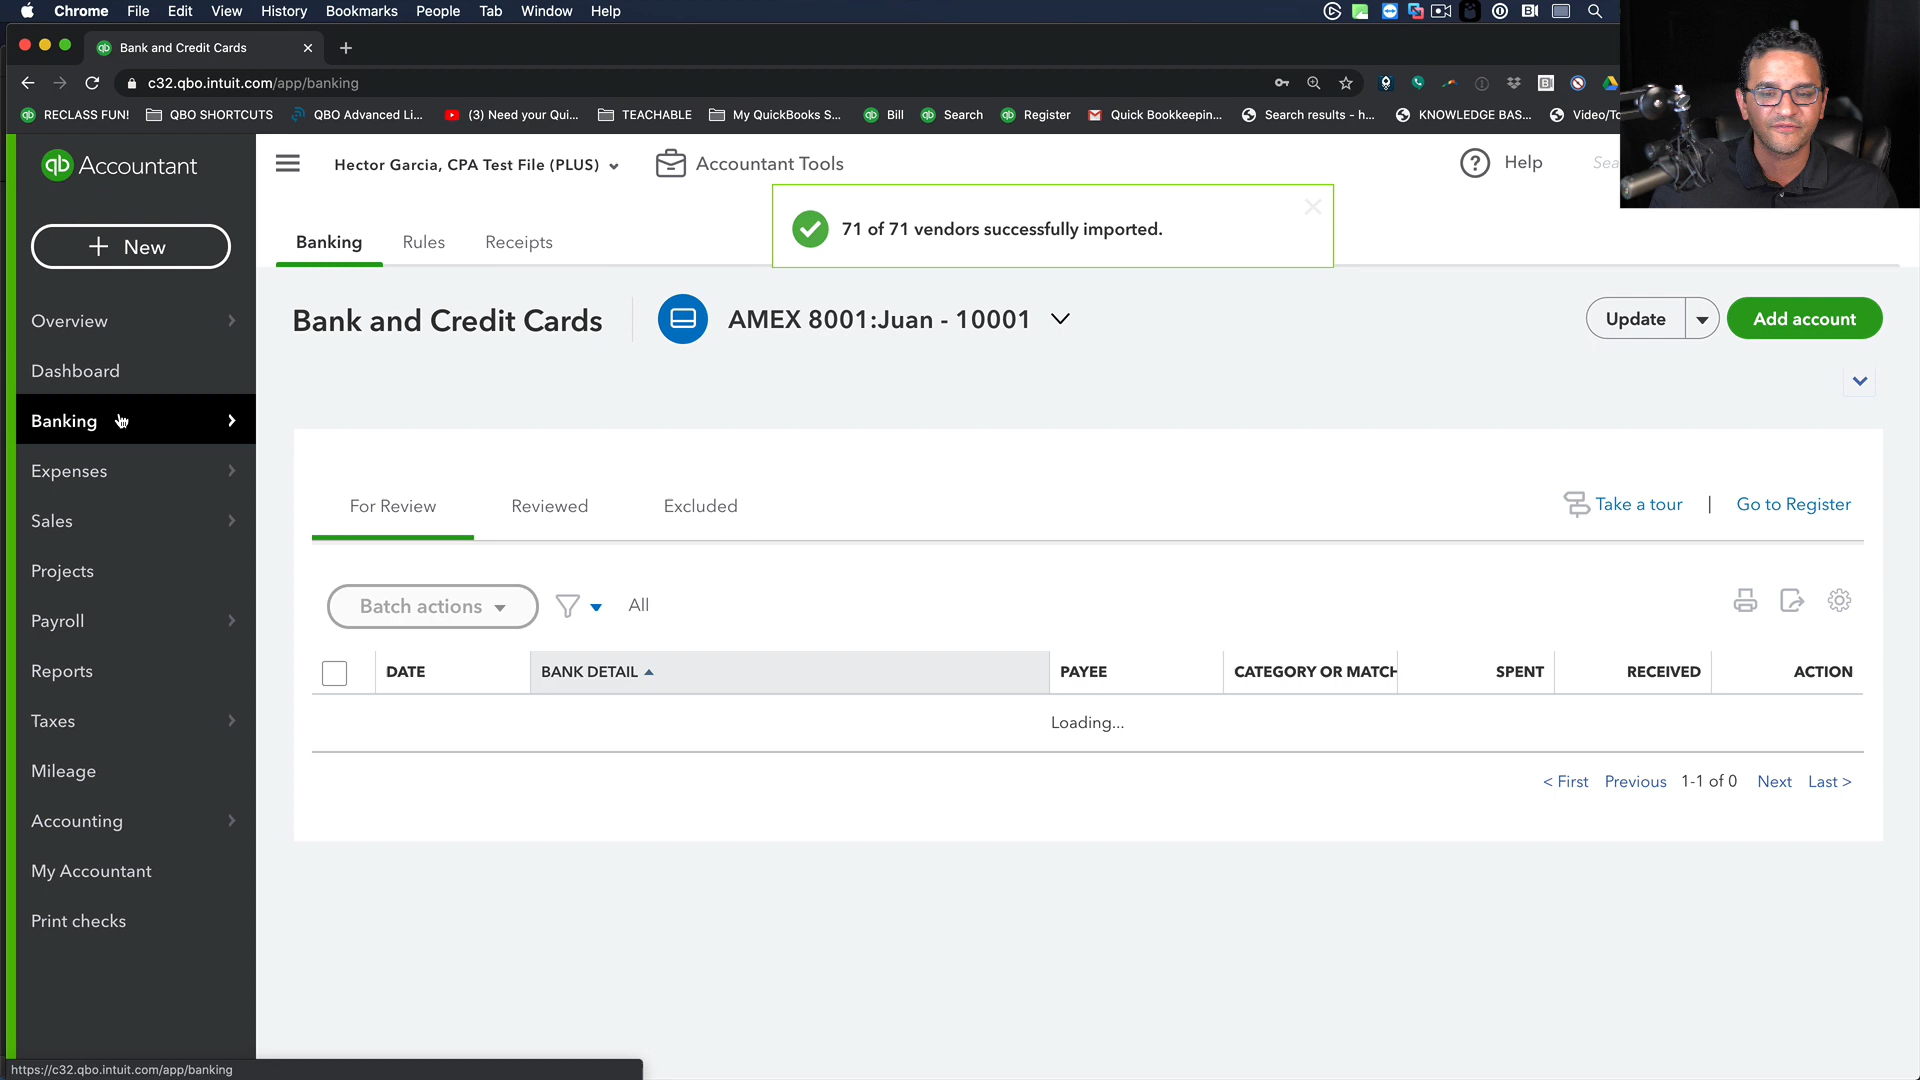 Chrome File Edit View History Bookmarks People Tab Window Help
Bank and Credit Cards
c32.qbo.intuit.com/app/banking
RECLASS FUN! QBO SHORTCUTS QBO Advanced Li... (3) Need your Qui... TEACHABLE My QuickBooks S... Bill Search Register Quick Bookkeepin... Search results - h... KNOWLEDGE BAS... Video/To
qb Accountant
Hector Garcia, CPA Test File (PLUS) Accountant Tools
? Help Sea
71 of 71 vendors successfully imported.
+ New
Banking Rules Receipts
Overview
Dashboard
Banking
Expenses
Sales
Projects
Payroll
Reports
Taxes
Mileage
Accounting
My Accountant
Print checks
Bank and Credit Cards
AMEX 8001:Juan - 10001
Update
Add account
For Review Reviewed Excluded
Take a tour | Go to Register
Batch actions
All
DATE BANK DETAIL PAYEE CATEGORY OR MATCH SPENT RECEIVED ACTION
Loading...
< First Previous 1-1 of 0 Next Last >
https://c32.qbo.intuit.com/app/banking